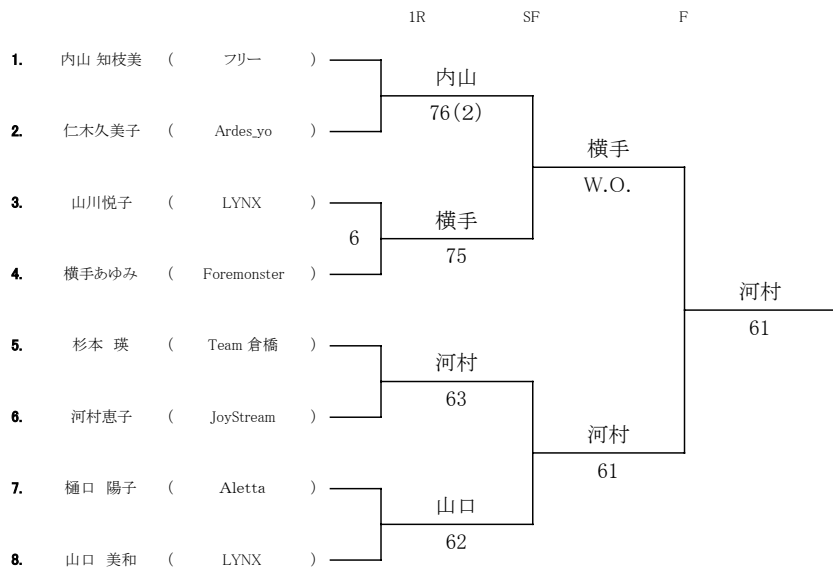 1R SF F
1. 内山 知枝美 ( フリー )
内山
76(2)
2. 仁木久美子 ( Ardes_yo )
横手
W.O.
3. 山川悦子 ( LYNX )
横手
6
75
4. 横手あゆみ ( Foremonster )
河村
61
5. 杉本 瑛 ( Team 倉橋 )
河村
63
6. 河村恵子 ( JoyStream )
河村
61
7. 樋口 陽子 ( Aletta )
山口
62
8. 山口 美和 ( LYNX )